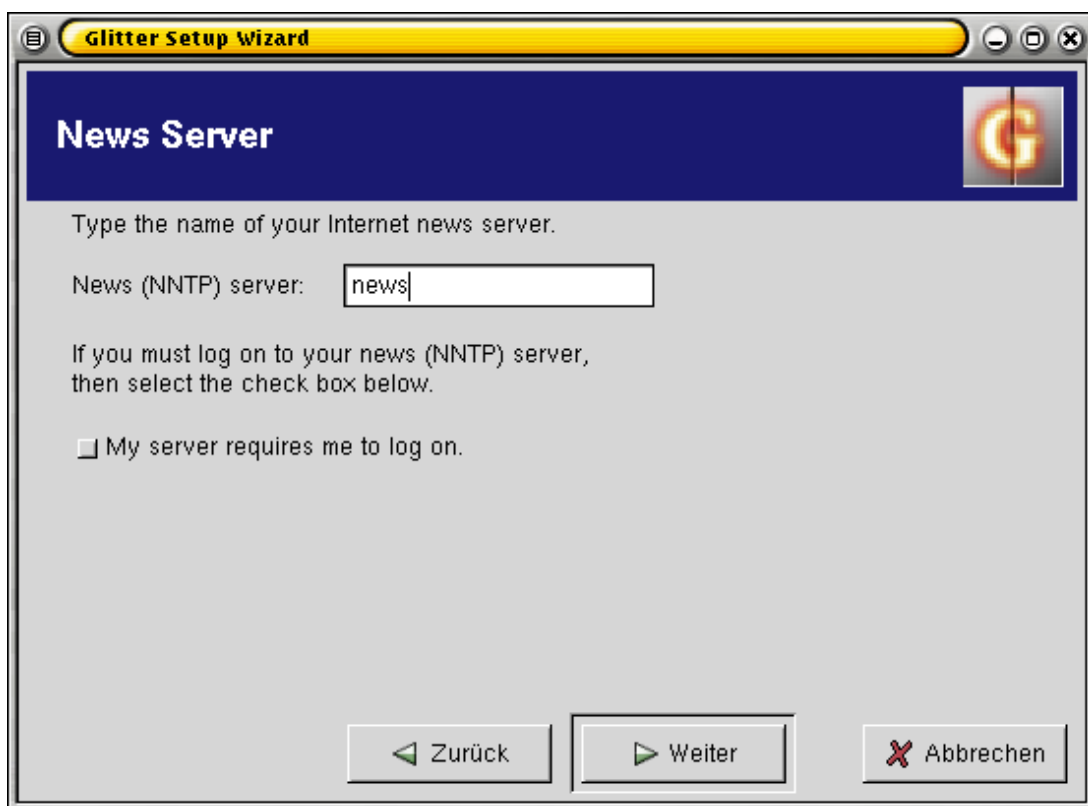 Glitter Setup Wizard
News Server
G
Type the name of your Internet news server.
News (NNTP) server: news
If you must log on to your news (NNTP) server,
then select the check box below.
My server requires me to log on.
Zurück Weiter Abbrechen